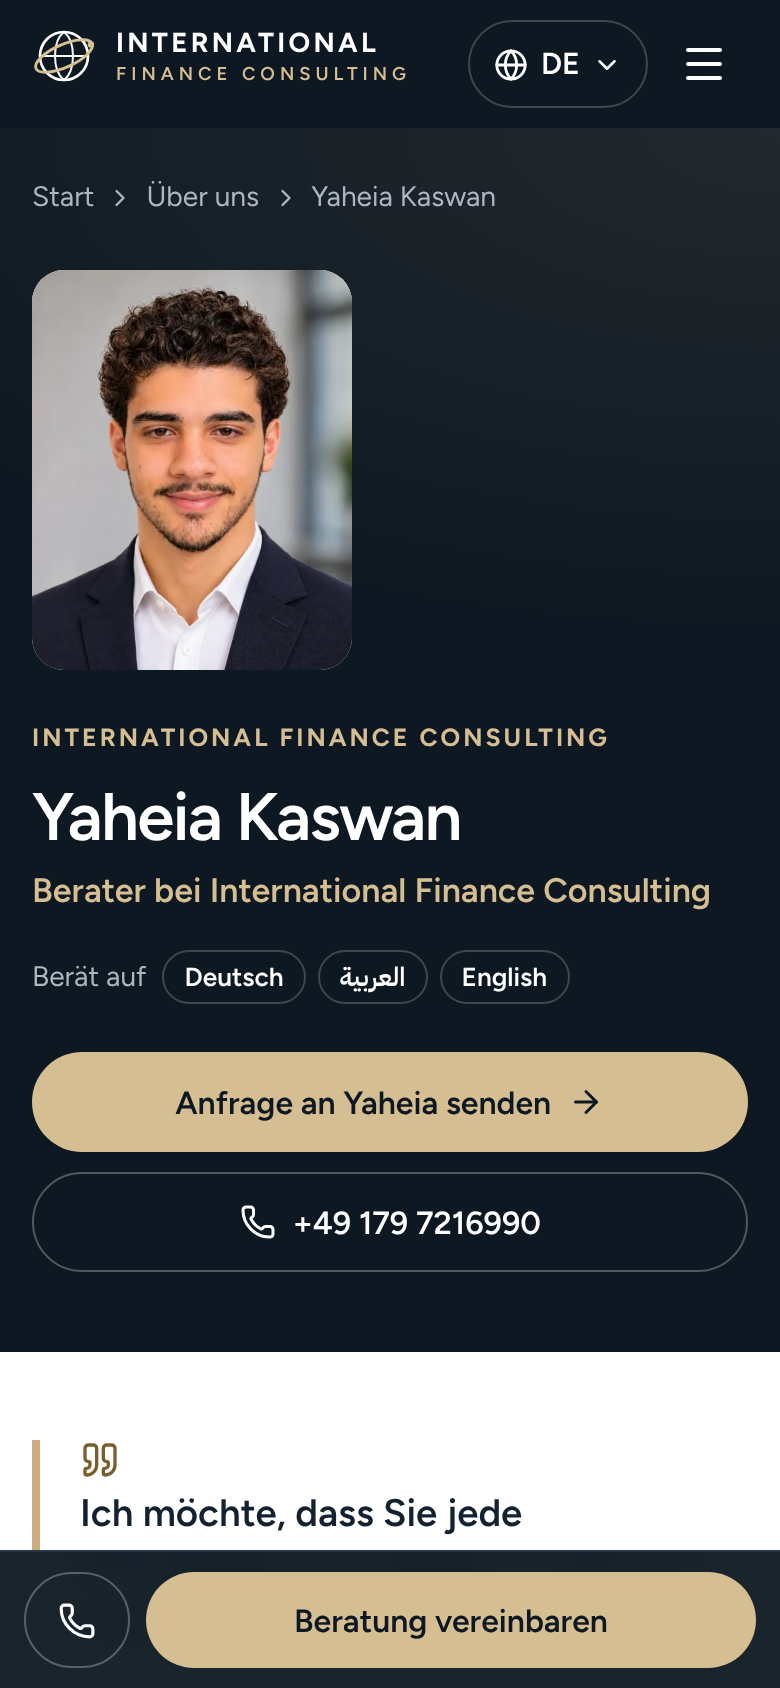 INTERNATIONAL
FINANCE CONSULTING
DE
Start > Über uns > Yaheia Kaswan
INTERNATIONAL FINANCE CONSULTING
Yaheia Kaswan
Berater bei International Finance Consulting
Berät auf Deutsch العربية English
Anfrage an Yaheia senden →
+49 179 7216990
Ich möchte, dass Sie jede
Beratung vereinbaren